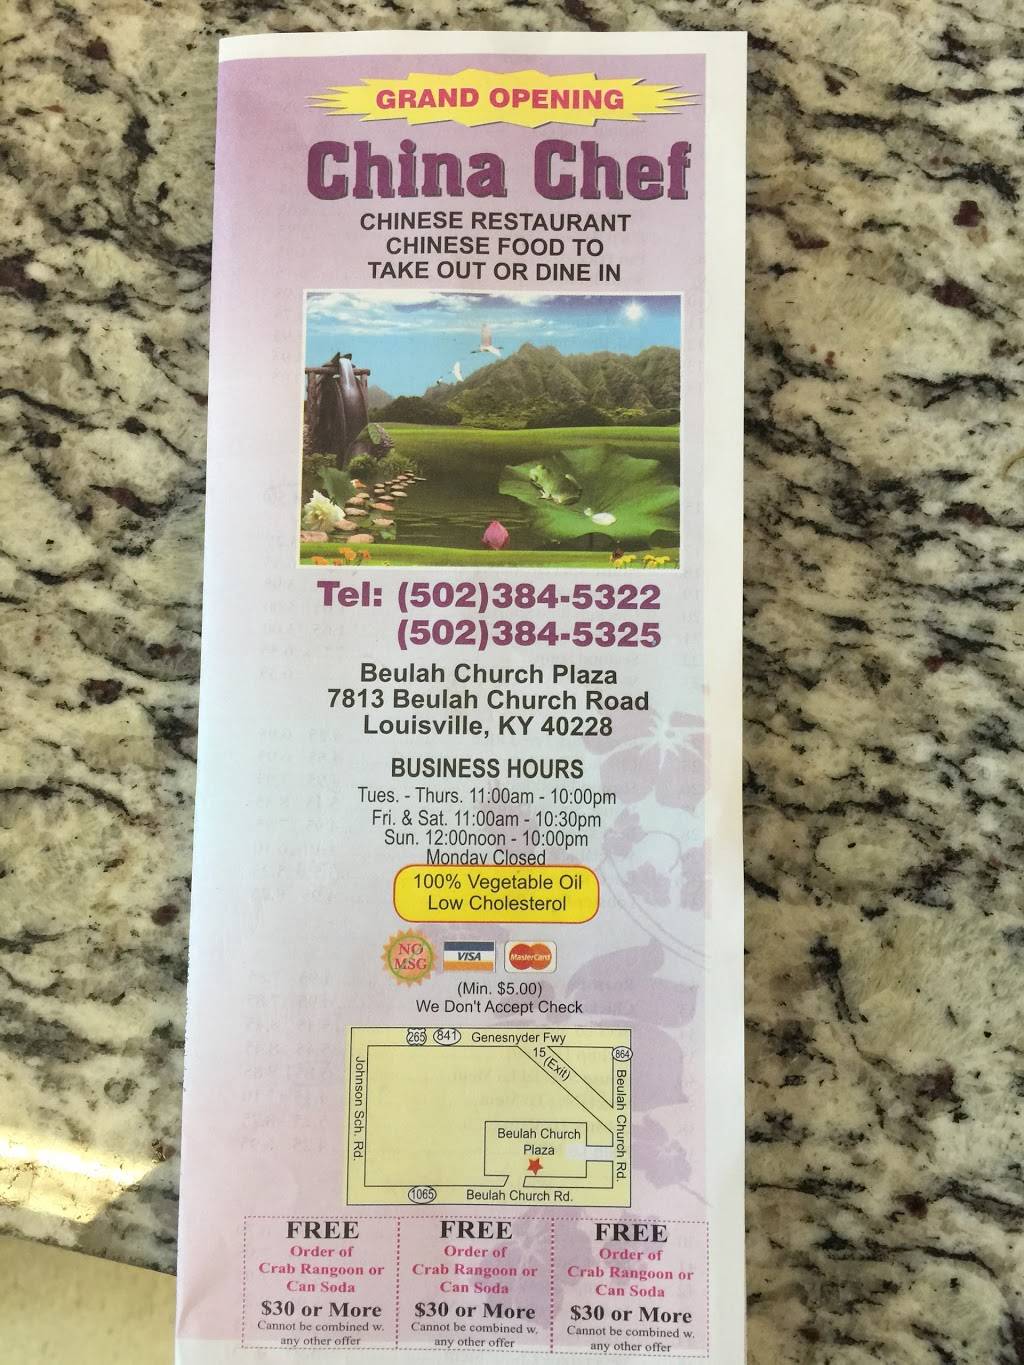 GRAND OPENING
China Chef
CHINESE RESTAURANT
CHINESE FOOD TO
TAKE OUT OR DINE IN
Tel: (502)384-5322
(502)384-5325
Beulah Church Plaza
7813 Beulah Church Road
Louisville, KY 40228
BUSINESS HOURS
Tues. - Thurs. 11:00am - 10:00pm
Fri. & Sat. 11:00am - 10:30pm
Sun. 12:00noon - 10:00pm
Monday Closed
100% Vegetable Oil
Low Cholesterol
NO
MSG
VISA
MasterCard
(Min. $5.00)
We Don't Accept Check
265 841 Genesnyder Fwy
15
(Exit)
864
Johnson Sch. Rd.
Beulah Church Rd.
Beulah Church
Plaza
1065 Beulah Church Rd.
FREE
Order of
Crab Rangoon or
Can Soda
$30 or More
Cannot be combined w.
any other offer
FREE
Order of
Crab Rangoon or
Can Soda
$30 or More
Cannot be combined w.
any other offer
FREE
Order of
Crab Rangoon or
Can Soda
$30 or More
Cannot be combined w.
any other offer